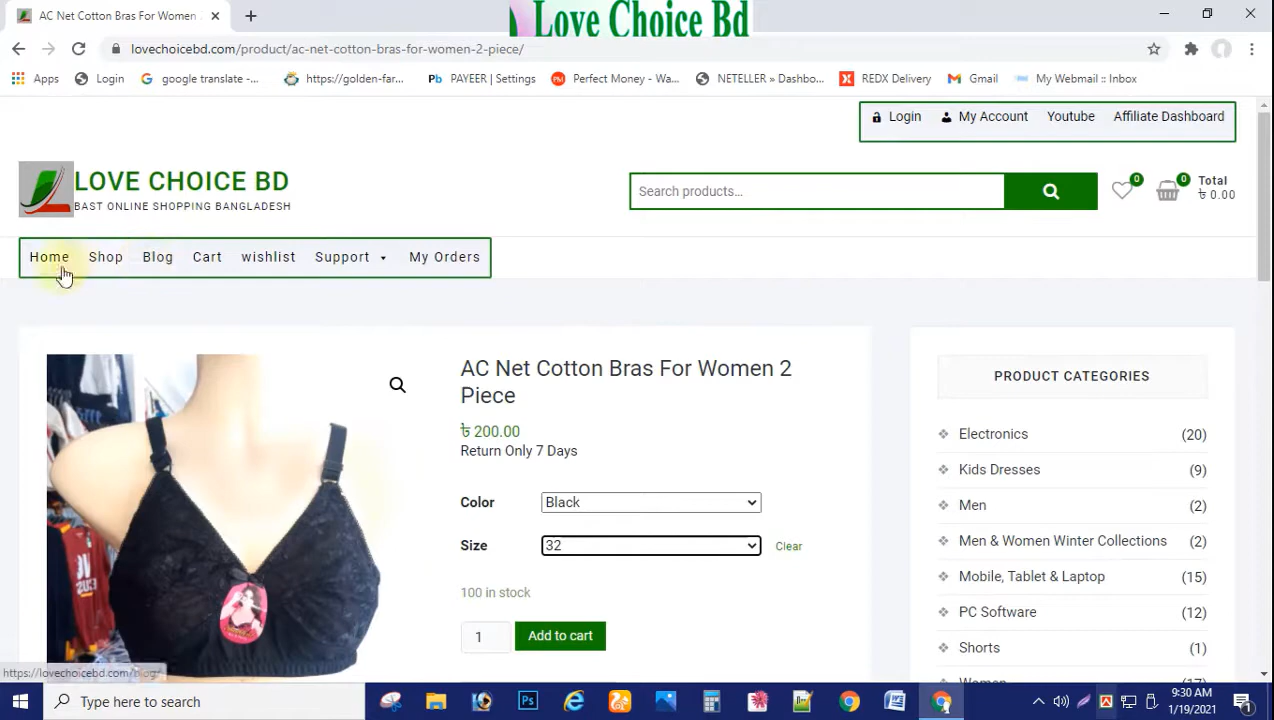 Love Choice Bd
AC Net Cotton Bras For Women
lovechoicebd.com/product/ac-net-cotton-bras-for-women-2-piece/
Apps Login google translate -... https://golden-far... PAYEER | Settings Perfect Money - Wa... NETELLER » Dashbo... REDX Delivery Gmail My Webmail :: Inbox
Login My Account Youtube Affiliate Dashboard
LOVE CHOICE BD
BAST ONLINE SHOPPING BANGLADESH
Search products...
0 0 Total
৳ 0.00
Home Shop Blog Cart wishlist Support My Orders
AC Net Cotton Bras For Women 2
Piece
৳ 200.00
Return Only 7 Days
Color Black
Size 32 Clear
100 in stock
1 Add to cart
PRODUCT CATEGORIES
Electronics (20)
Kids Dresses (9)
Men (2)
Men & Women Winter Collections (2)
Mobile, Tablet & Laptop (15)
PC Software (12)
Shorts (1)
Women (17)
https://lovechoicebd.com/blog/
Type here to search
9:30 AM
1/19/2021